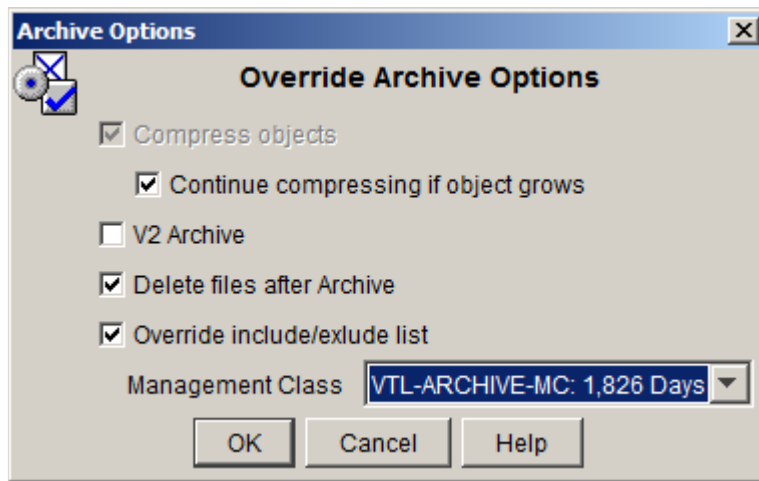 Archive Options
Override Archive Options
Compress objects
Continue compressing if object grows
V2 Archive
Delete files after Archive
Override include/exlude list
Management Class VTL-ARCHIVE-MC: 1,826 Days
OK Cancel Help